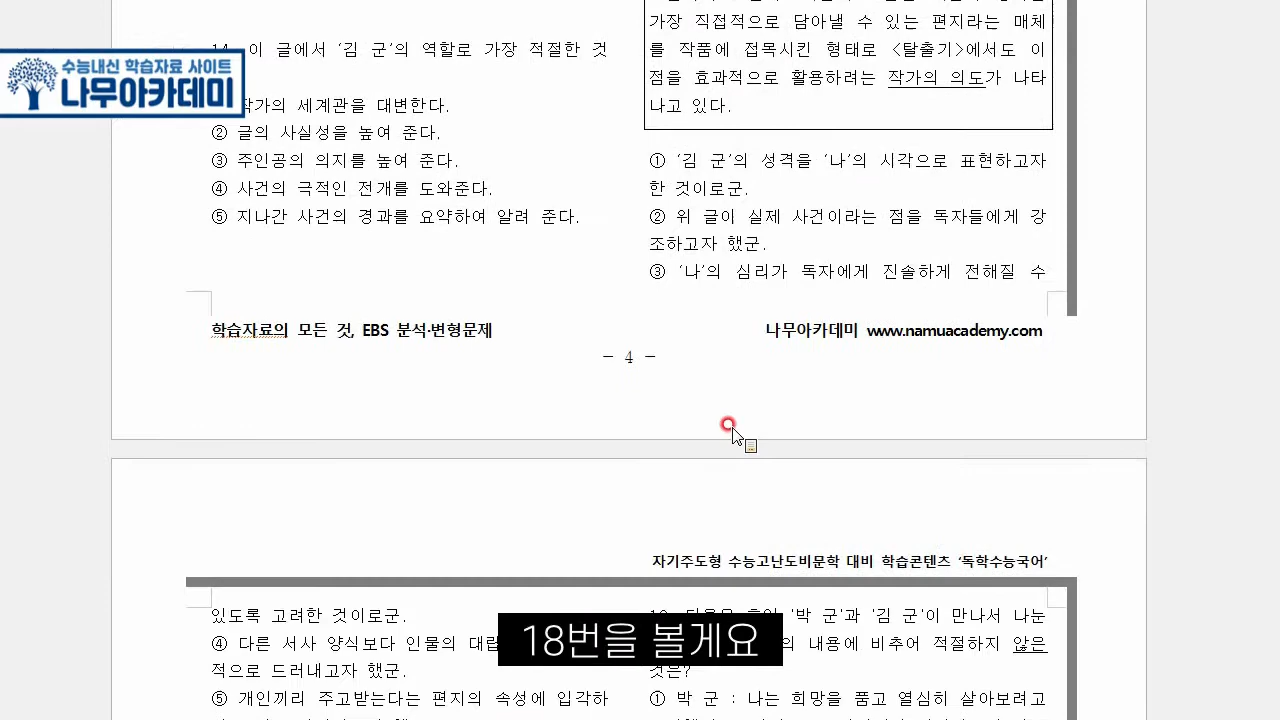 수능내신 학습자료 사이트
나무아카데미
이 글에서 '김 군'의 역할로 가장 적절한 것
작가의 세계관을 대변한다.
② 글의 사실성을 높여 준다.
③ 주인공의 의지를 높여 준다.
④ 사건의 극적인 전개를 도와준다.
⑤ 지나간 사건의 경과를 요약하여 알려 준다.
가장 직접적으로 담아낼 수 있는 편지라는 매체
를 작품에 접목시킨 형태로 <탈출기>에서도 이
점을 효과적으로 활용하려는 작가의 의도가 나타
나고 있다.
① '김 군'의 성격을 '나'의 시각으로 표현하고자
한 것이로군.
② 위 글이 실제 사건이라는 점을 독자들에게 강
조하고자 했군.
③ '나'의 심리가 독자에게 진솔하게 전해질 수
학습자료의 모든 것, EBS 분석·변형문제
나무아카데미 www.namuacademy.com
- 4 -
자기주도형 수능고난도비문학 대비 학습콘텐츠 '독학수능국어'
있도록 고려한 것이로군.
④ 다른 서사 양식보다 인물의
적으로 드러내고자 했군.
⑤ 개인끼리 주고받는다는 편지의 속성에 입각하
'박 군'과 '김 군'이 만나서 나눈
내용에 비추어 적절하지 않은
것은?
① 박 군 : 나는 희망을 품고 열심히 살아보려고
18번을 볼게요